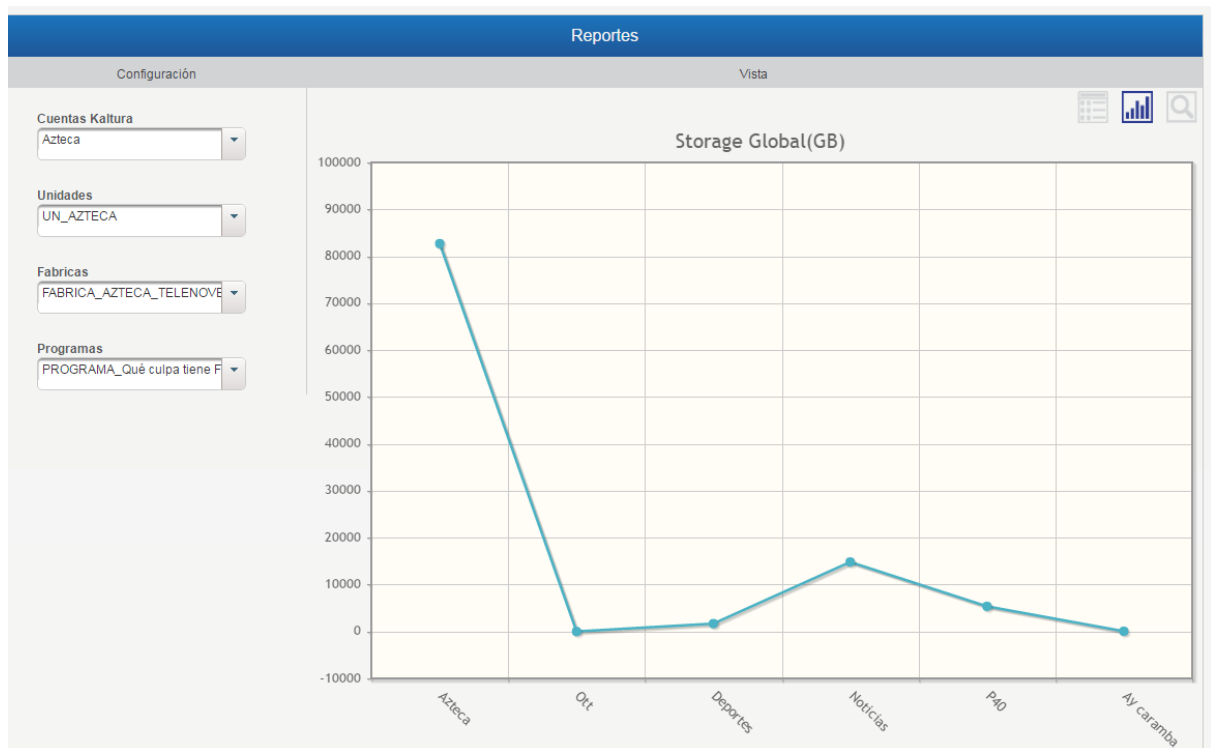 Reportes
Configuración
Vista
Cuentas Kaltura
Azteca
Unidades
UN_AZTECA
Fabricas
FABRICA_AZTECA_TELENOVE
Programas
PROGRAMA_Qué culpa tiene F
Storage Global(GB)
100000
90000
80000
70000
60000
50000
40000
30000
20000
10000
0
-10000
Azteca
Ott
Deportes
Noticias
P40
Ay caramba